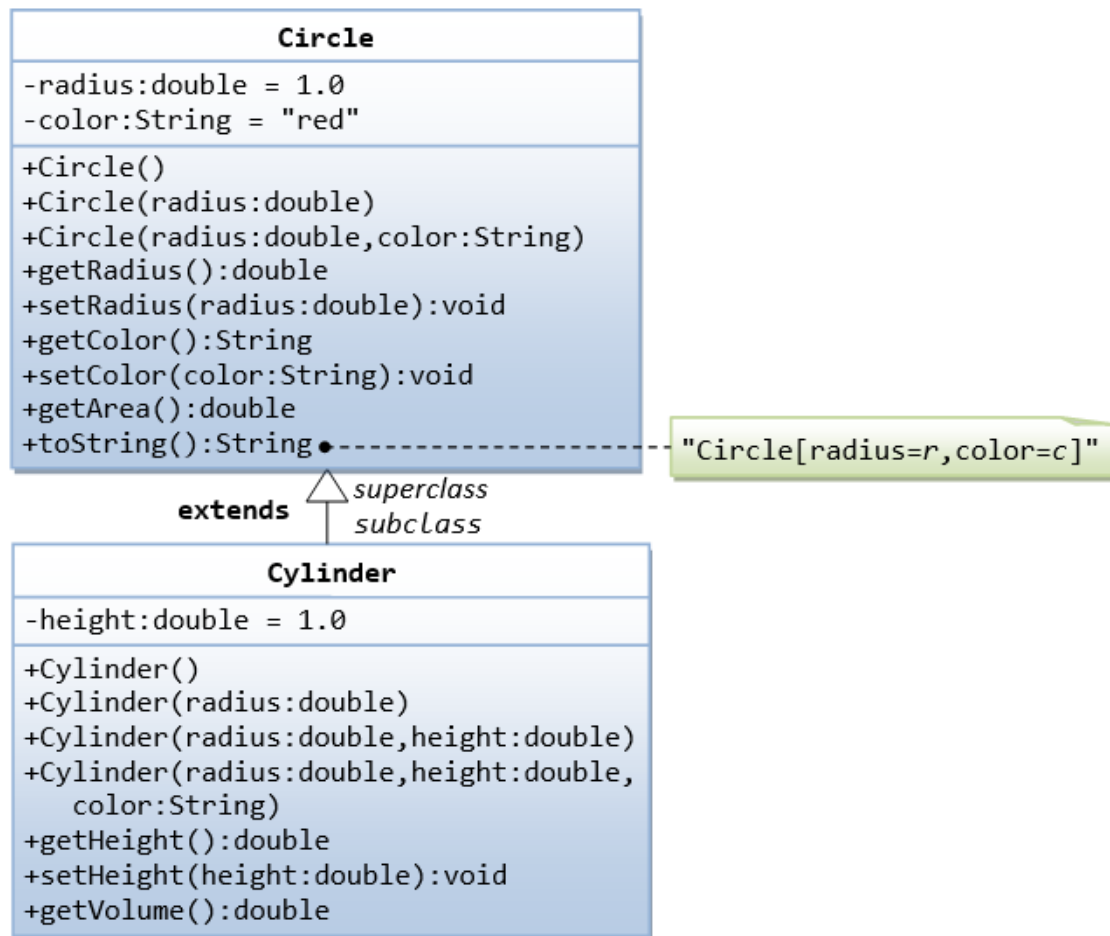 Circle
-radius:double = 1.0
-color:String = "red"
+Circle()
+Circle(radius:double)
+Circle(radius:double,color:String)
+getRadius():double
+setRadius(radius:double):void
+getColor():String
+setColor(color:String):void
+getArea():double
+toString():String
"Circle[radius=r,color=c]"
superclass
extends
subclass
Cylinder
-height:double = 1.0
+Cylinder()
+Cylinder(radius:double)
+Cylinder(radius:double,height:double)
+Cylinder(radius:double,height:double,
color:String)
+getHeight():double
+setHeight(height:double):void
+getVolume():double